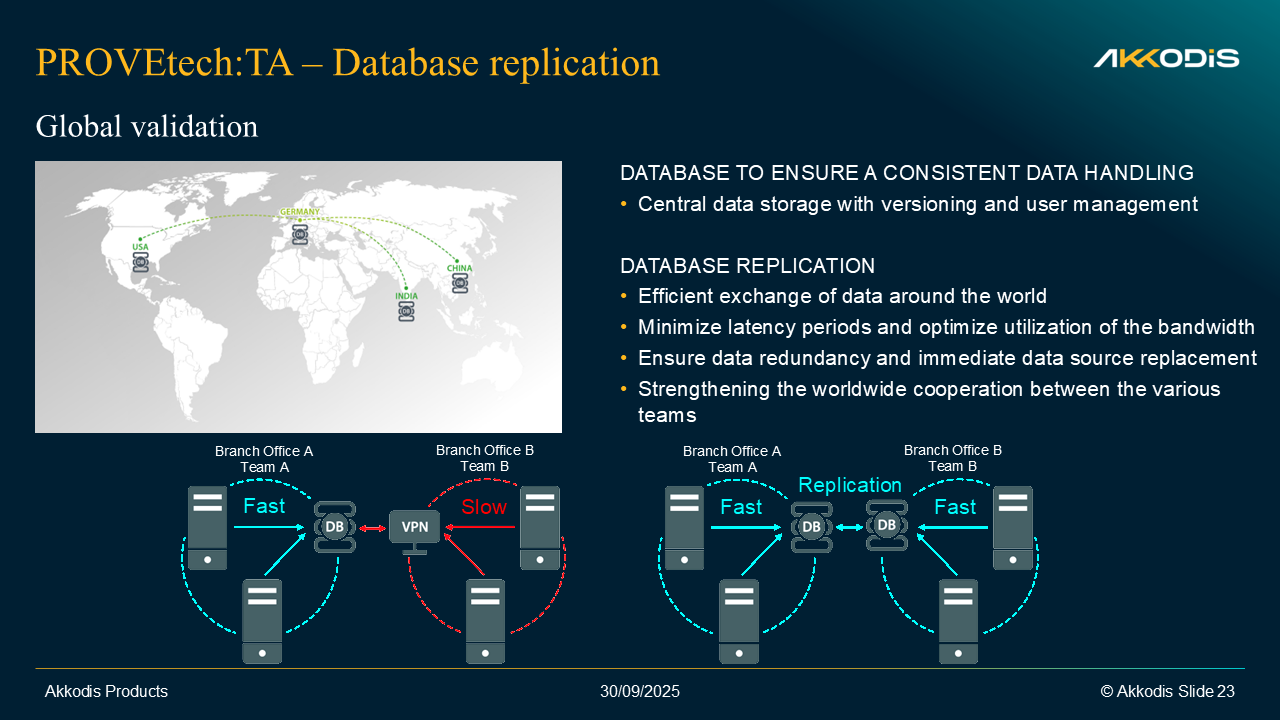 PROVEtech:TA – Database replication
AKKODIS
Global validation
GERMANY
DB
USA
DB
CHINA
DB
INDIA
DB
DATABASE TO ENSURE A CONSISTENT DATA HANDLING
• Central data storage with versioning and user management
DATABASE REPLICATION
• Efficient exchange of data around the world
• Minimize latency periods and optimize utilization of the bandwidth
• Ensure data redundancy and immediate data source replacement
• Strengthening the worldwide cooperation between the various
teams
Branch Office A
Team A
Branch Office B
Team B
Fast
DB
VPN
Slow
Branch Office A
Team A
Branch Office B
Team B
Replication
Fast
DB
DB
Fast
Akkodis Products
30/09/2025
© Akkodis Slide 23